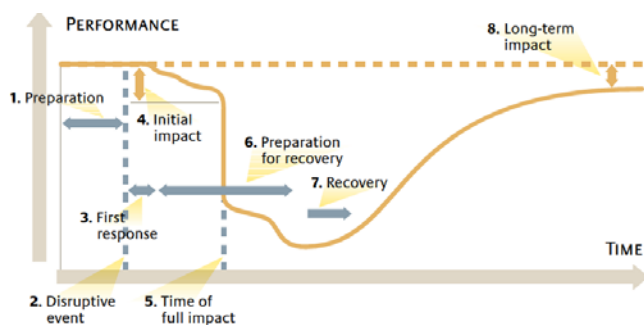 PERFORMANCE
8. Long-term
impact
1. Preparation
4. Initial
impact
6. Preparation
for recovery
7. Recovery
3. First
response
TIME
2. Disruptive
event
5. Time of
full impact